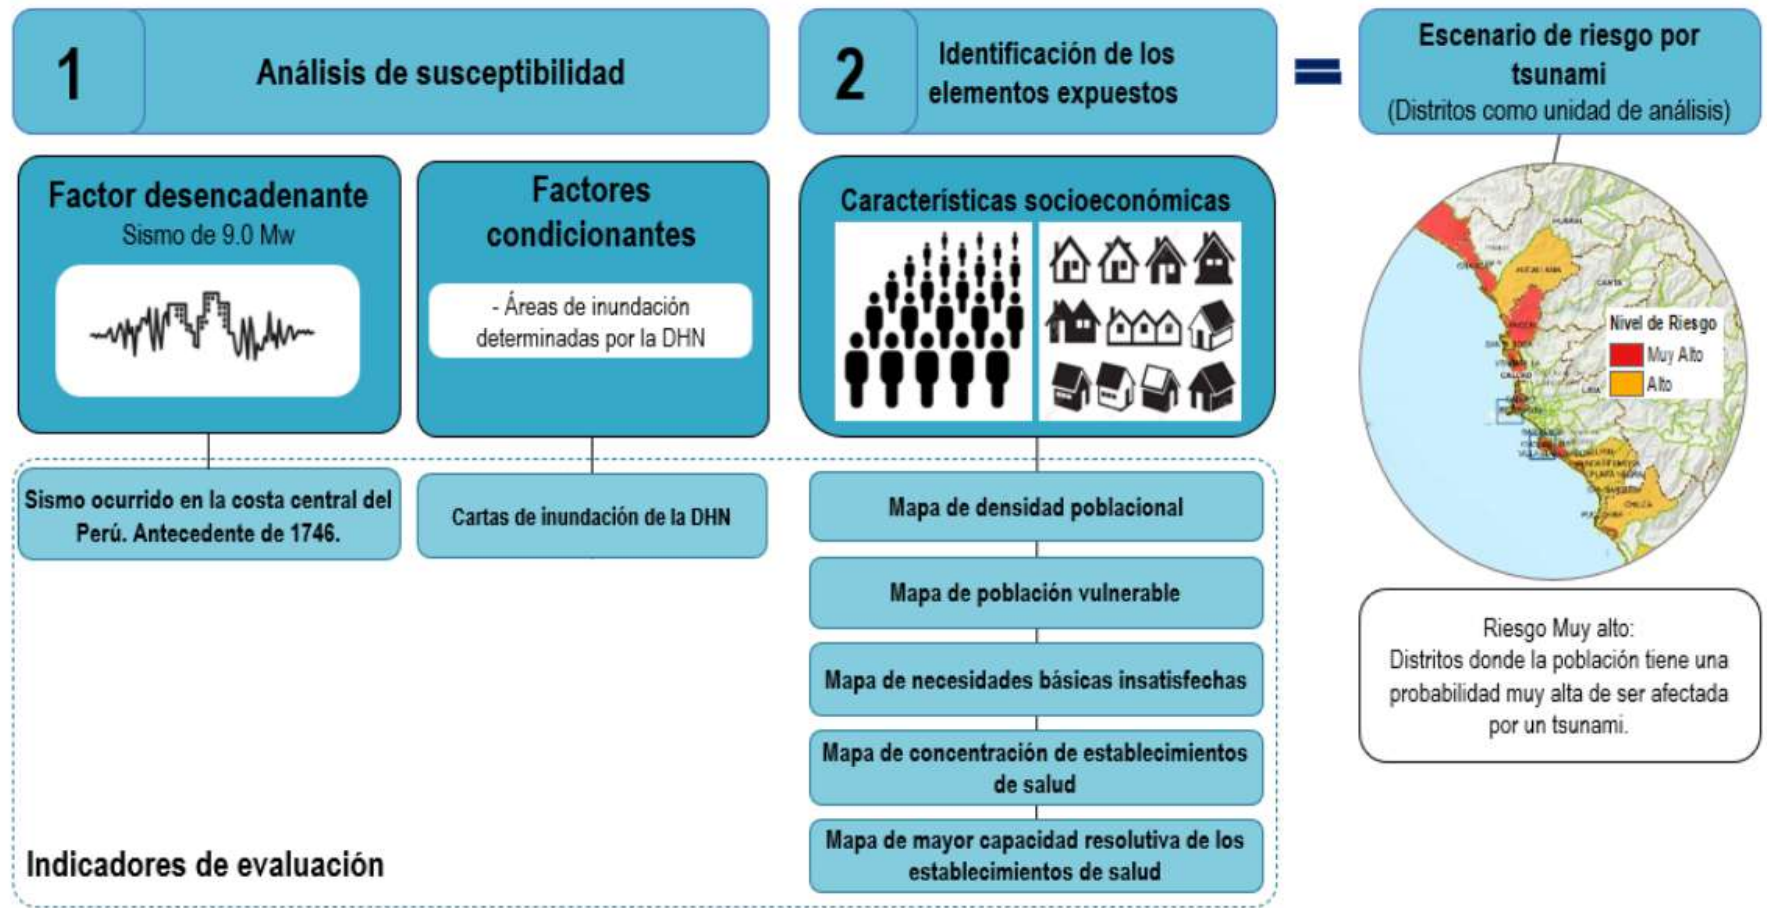 1
Análisis de susceptibilidad
2
Identificación de los
elementos expuestos
Escenario de riesgo por
tsunami
(Distritos como unidad de análisis)
Factor desencadenante
Sismo de 9.0 Mw
Factores
condicionantes
- Áreas de inundación
determinadas por la DHN
Características socioeconómicas
HUARAL
CANTA
Nivel de Riesgo
Muy Alto
Alto
CALLAO
LIMA
CHILCA
Sismo ocurrido en la costa central del
Perú. Antecedente de 1746.
Cartas de inundación de la DHN
Mapa de densidad poblacional
Mapa de población vulnerable
Mapa de necesidades básicas insatisfechas
Mapa de concentración de establecimientos
de salud
Mapa de mayor capacidad resolutiva de los
establecimientos de salud
Riesgo Muy alto:
Distritos donde la población tiene una
probabilidad muy alta de ser afectada
por un tsunami.
Indicadores de evaluación